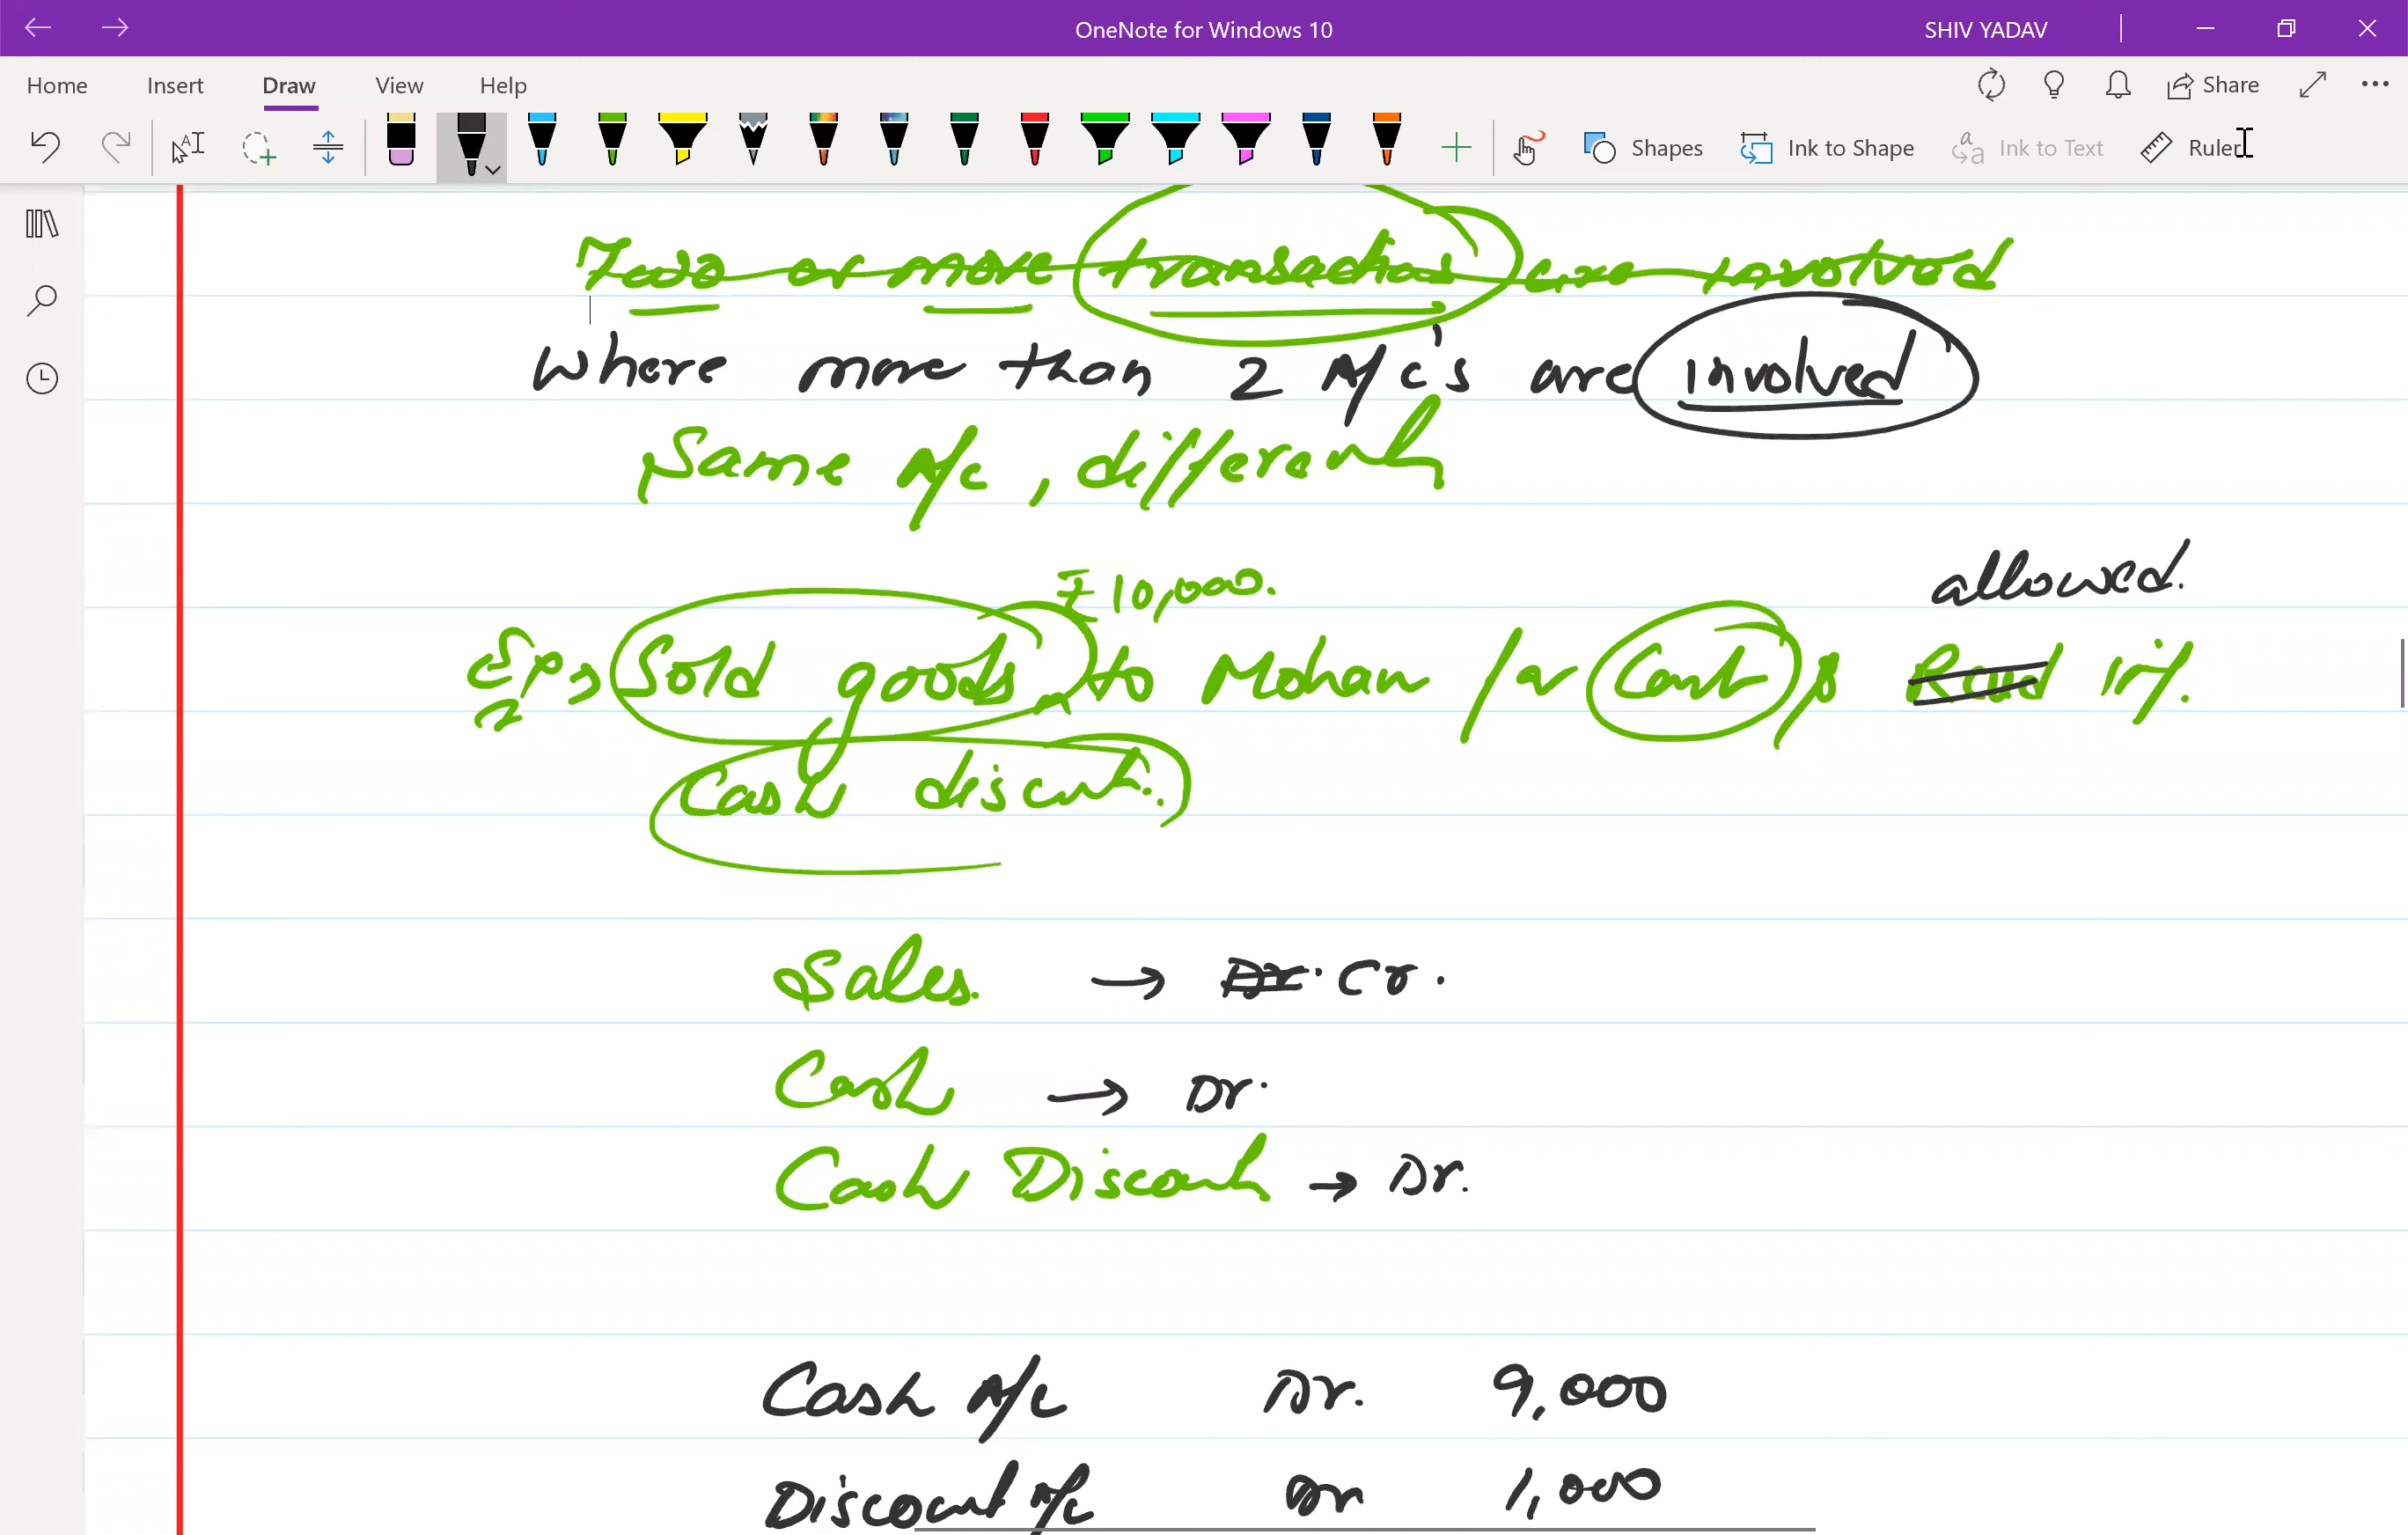 OneNote for Windows 10
SHIV YADAV
Home Insert Draw View Help
Share
Shapes Ink to Shape Ink to Text Ruler
Two or more transactions are involved
where more than 2 A/c's are involved
Same A/c, different
₹10,000.
allowed.
Sold goods to Mohan for Cash &
Cash discount.
Sales. → Dr. Cr.
Cash → Dr.
Cash Discount → Dr.
Cash A/c Dr. 9,000
Discount A/c Dr 1,000